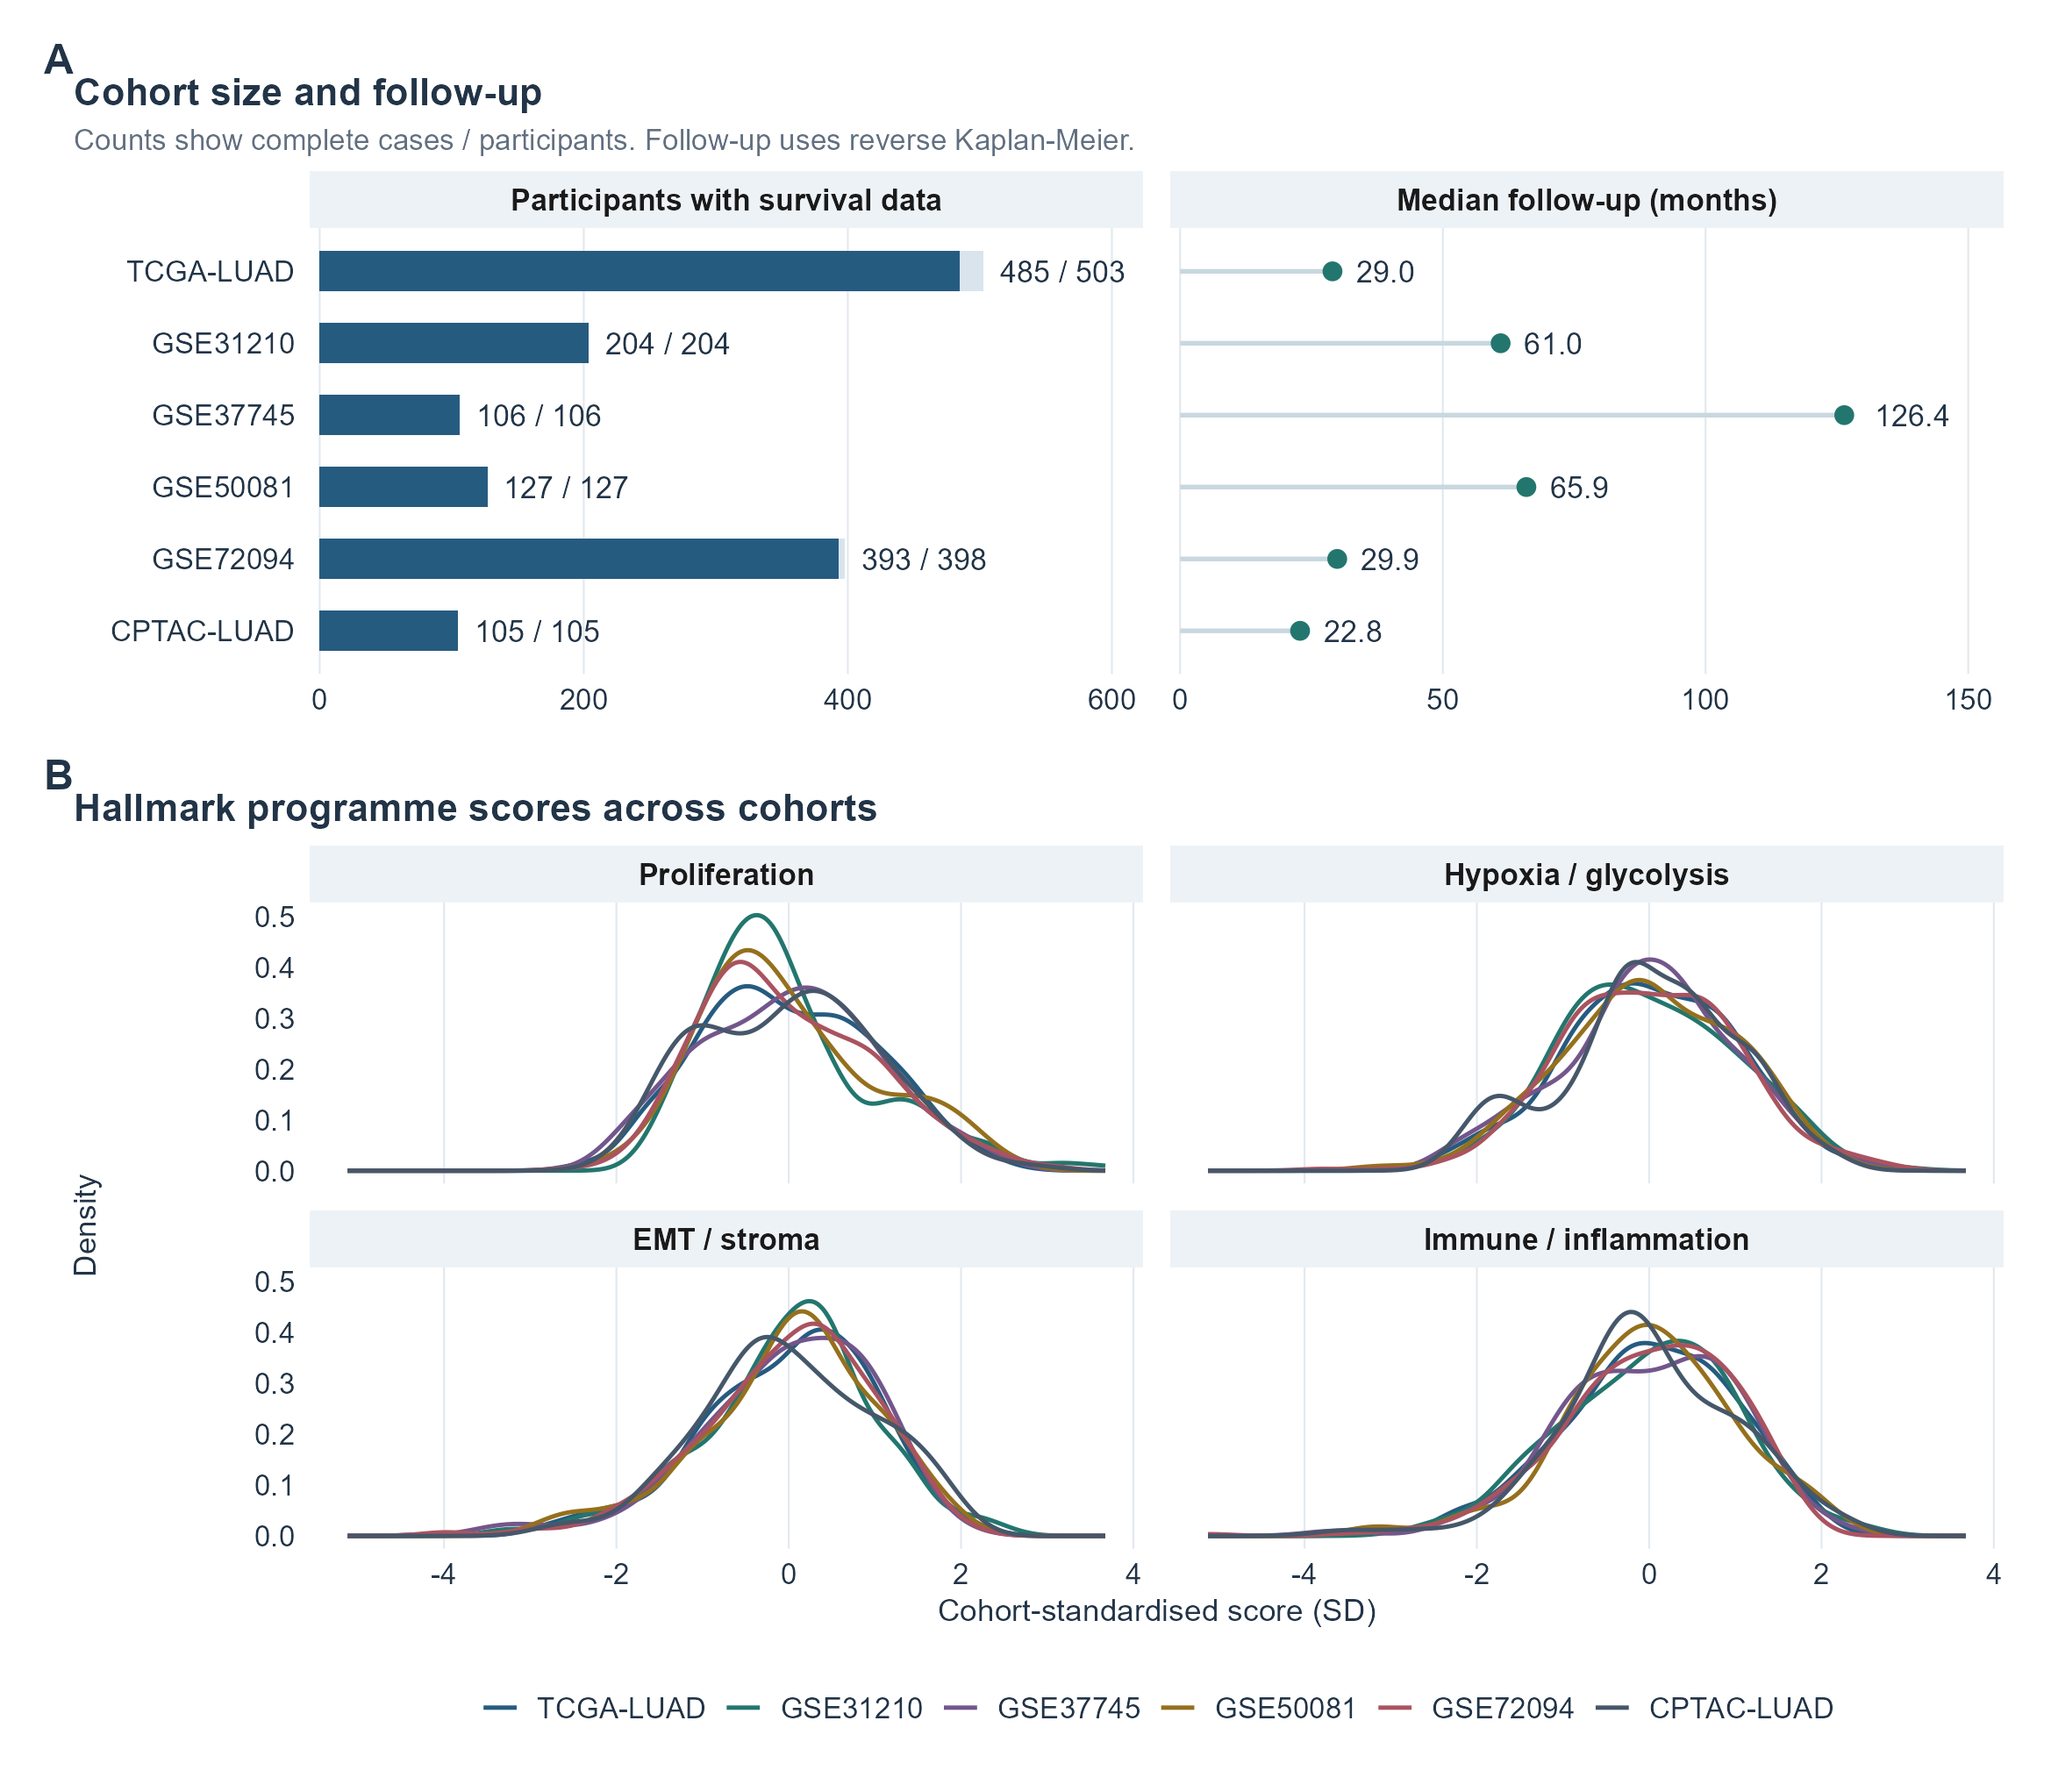 A
Cohort size and follow-up
Counts show complete cases / participants. Follow-up uses reverse Kaplan-Meier.
Participants with survival data
Median follow-up (months)
TCGA-LUAD 485 / 503 29.0
GSE31210 204 / 204 61.0
GSE37745 106 / 106 126.4
GSE50081 127 / 127 65.9
GSE72094 393 / 398 29.9
CPTAC-LUAD 105 / 105 22.8
0 200 400 600 0 50 100 150
B
Hallmark programme scores across cohorts
Proliferation
Hypoxia / glycolysis
0.5
0.4
0.3
0.2
0.1
0.0
Density
EMT / stroma
Immune / inflammation
0.5
0.4
0.3
0.2
0.1
0.0
-4 -2 0 2 4 -4 -2 0 2 4
Cohort-standardised score (SD)
TCGA-LUAD GSE31210 GSE37745 GSE50081 GSE72094 CPTAC-LUAD